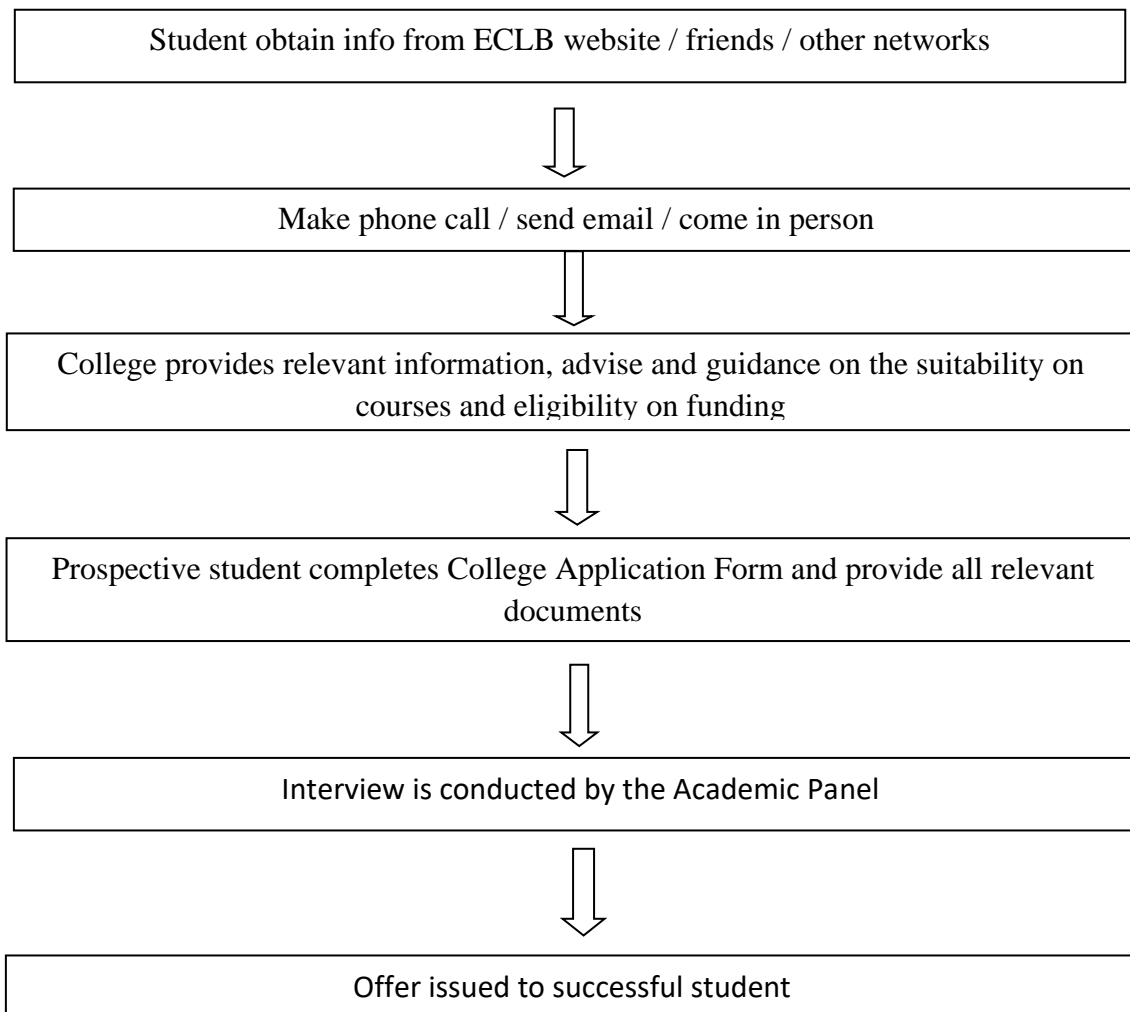 Student obtain info from ECLB website / friends / other networks
Make phone call / send email / come in person
College provides relevant information, advise and guidance on the suitability on
courses and eligibility on funding
Prospective student completes College Application Form and provide all relevant
documents
Interview is conducted by the Academic Panel
Offer issued to successful student